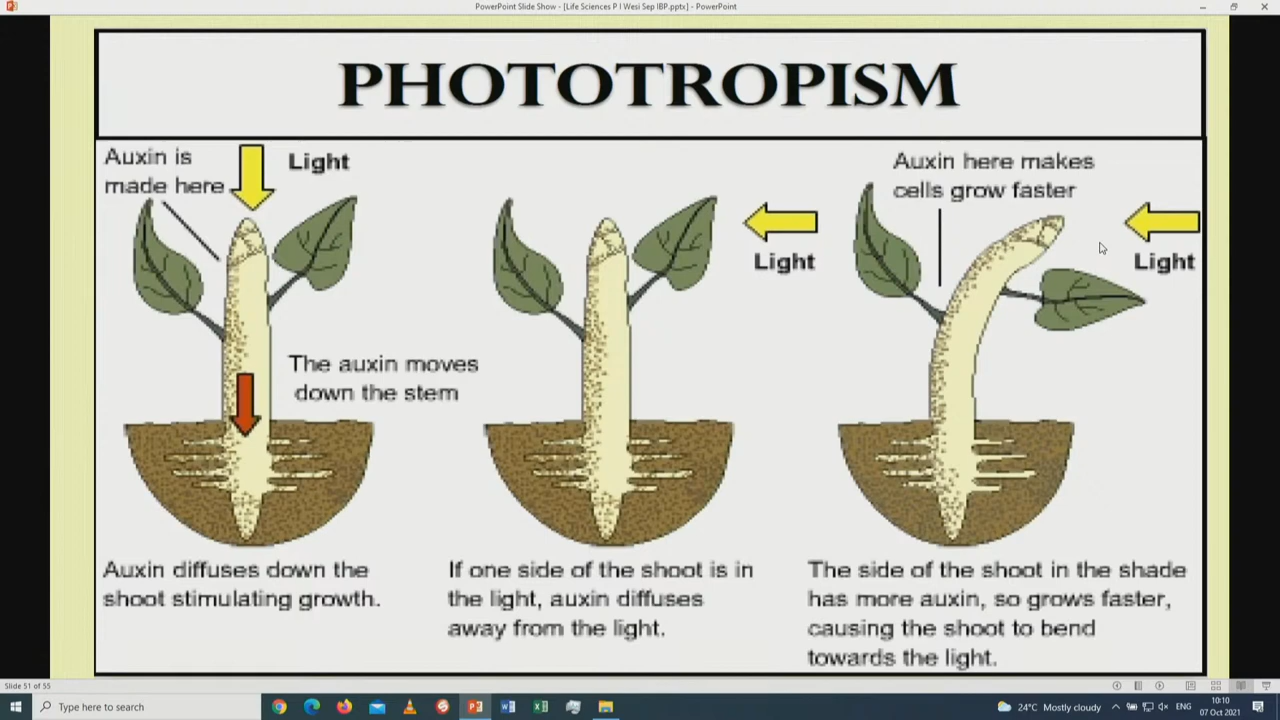 PowerPoint Slide Show - [Life Sciences P I Wesi Sep IBP.pptx] - PowerPoint
PHOTOTROPISM
Auxin is
made here
Light
The auxin moves
down the stem
Auxin diffuses down the
shoot stimulating growth.
Light
If one side of the shoot is in
the light, auxin diffuses
away from the light.
Auxin here makes
cells grow faster
Light
The side of the shoot in the shade
has more auxin, so grows faster,
causing the shoot to bend
towards the light.
Slide 51 of 55
Type here to search
24°C Mostly cloudy
ENG
10:10
07 Oct 2021